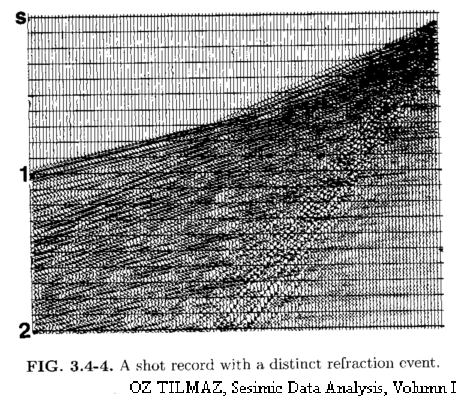 S
1
2
FIG. 3.4-4. A shot record with a distinct refraction event.
OZ TILMAZ, Sesimic Data Analysis, Volumn I